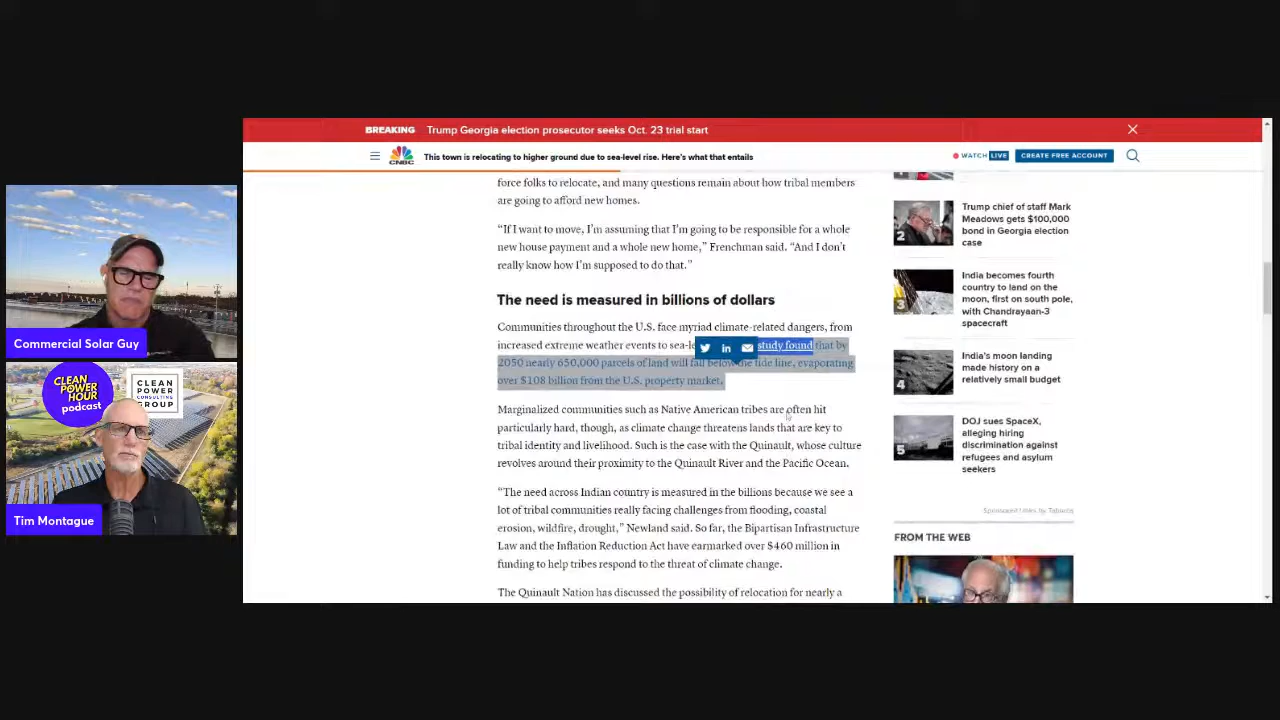 BREAKING Trump Georgia election prosecutor seeks Oct. 23 trial start
CNBC
This town is relocating to higher ground due to sea-level rise. Here's what that entails
WATCH LIVE
CREATE FREE ACCOUNT
force folks to relocate, and many questions remain about how tribal members
are going to afford new homes.
“If I want to move, I’m assuming that I’m going to be responsible for a whole
new house payment and a whole new home,” Frenchman said. “And I don’t
really know how I’m supposed to do that.”
The need is measured in billions of dollars
Communities throughout the U.S. face myriad climate-related dangers, from
increased extreme weather events to sea-le study found that by
2050 nearly 650,000 parcels of land will fall below the tide line, evaporating
over $108 billion from the U.S. property market.
Marginalized communities such as Native American tribes are often hit
particularly hard, though, as climate change threatens lands that are key to
tribal identity and livelihood. Such is the case with the Quinault, whose culture
revolves around their proximity to the Quinault River and the Pacific Ocean.
“The need across Indian country is measured in the billions because we see a
lot of tribal communities really facing challenges from flooding, coastal
erosion, wildfire, drought,” Newland said. So far, the Bipartisan Infrastructure
Law and the Inflation Reduction Act have earmarked over $460 million in
funding to help tribes respond to the threat of climate change.
The Quinault Nation has discussed the possibility of relocation for nearly a
2
Trump chief of staff Mark
Meadows gets $100,000
bond in Georgia election
case
3
India becomes fourth
country to land on the
moon, first on south pole,
with Chandrayaan-3
spacecraft
4
India's moon landing
made history on a
relatively small budget
5
DOJ sues SpaceX,
alleging hiring
discrimination against
refugees and asylum
seekers
Sponsored Links by Taboola
FROM THE WEB
Commercial Solar Guy
CLEAN
POWER
HOUR
podcast
CLEAN
POWER
CONSULTING
GROUP
Tim Montague